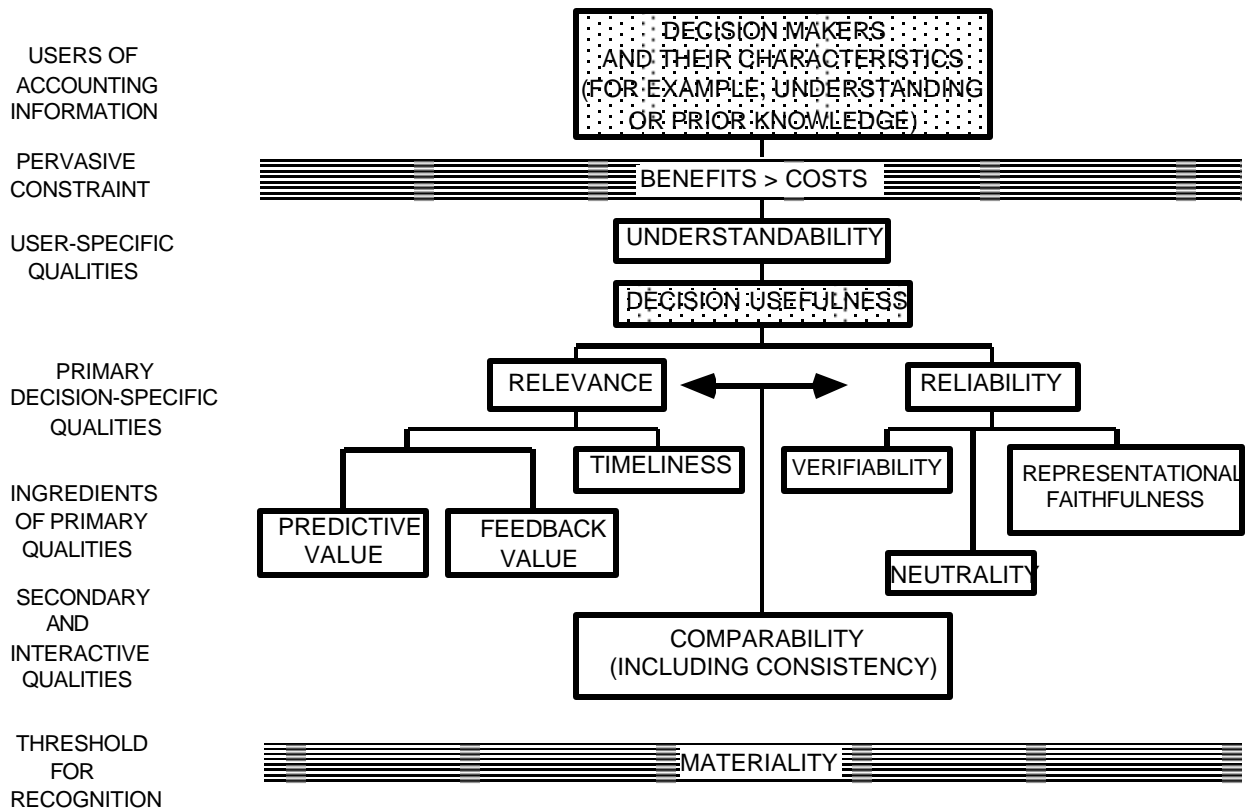 USERS OF
ACCOUNTING
INFORMATION
DECISION MAKERS
AND THEIR CHARACTERISTICS
(FOR EXAMPLE, UNDERSTANDING
OR PRIOR KNOWLEDGE)
PERVASIVE
CONSTRAINT
BENEFITS > COSTS
USER-SPECIFIC
QUALITIES
UNDERSTANDABILITY
DECISION USEFULNESS
PRIMARY
DECISION-SPECIFIC
QUALITIES
RELEVANCE
RELIABILITY
INGREDIENTS
OF PRIMARY
QUALITIES
PREDICTIVE
VALUE
FEEDBACK
VALUE
TIMELINESS
VERIFIABILITY
NEUTRALITY
REPRESENTATIONAL
FAITHFULNESS
SECONDARY
AND
INTERACTIVE
QUALITIES
COMPARABILITY
(INCLUDING CONSISTENCY)
THRESHOLD
FOR
RECOGNITION
MATERIALITY